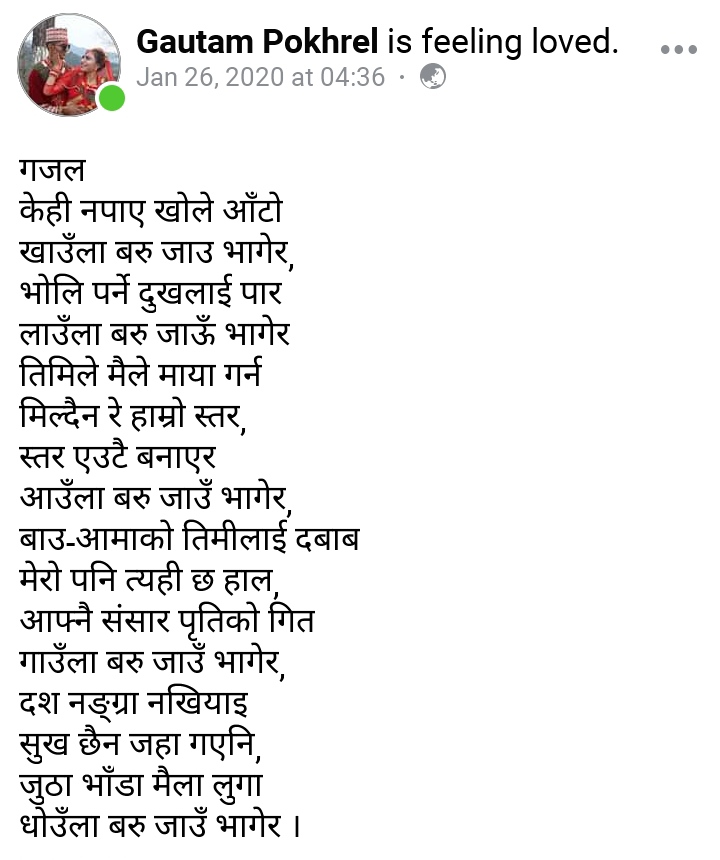 Gautam Pokhrel is feeling loved.
Jan 26, 2020 at 04:36 ·
गजल
केही नपाए खोले आँटो
खाउँला बरु जाउ भागेर,
भोलि पर्ने दुखलाई पार
लाउँला बरु जाऊँ भागेर
तिमिले मैले माया गर्न
मिल्दैन रे हाम्रो स्तर,
स्तर एउटै बनाएर
आउँला बरु जाउँ भागेर,
बाउ-आमाको तिमीलाई दबाब
मेरो पनि त्यही छ हाल,
आफ्नै संसार पृतिको गित
गाउँला बरु जाउँ भागेर,
दश नङ्ग्रा नखियाइ
सुख छैन जहा गएनि,
जुठा भाँडा मैला लुगा
धोउँला बरु जाउँ भागेर ।